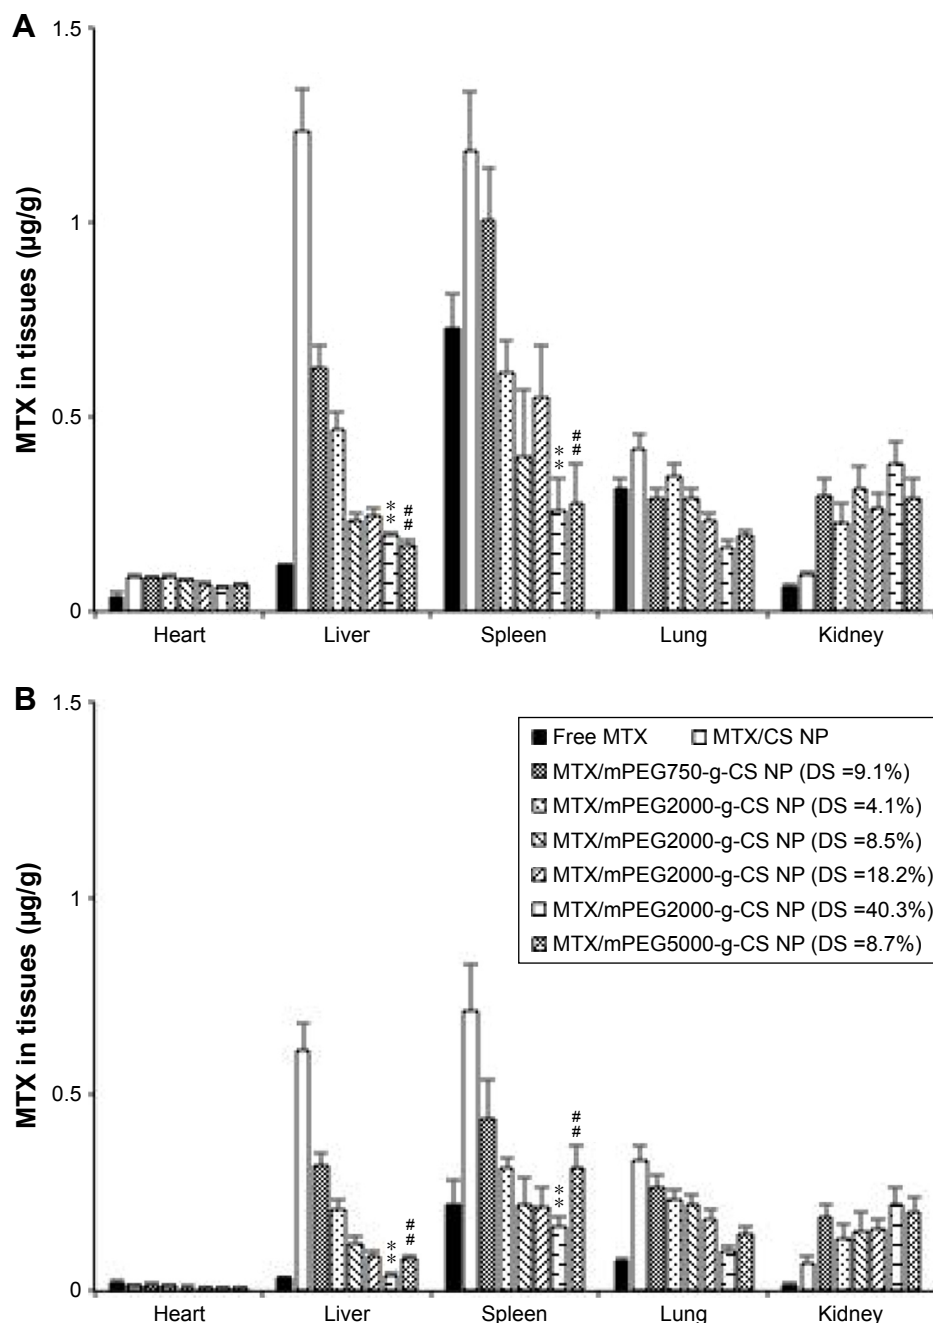 A
1.5
1
0.5
0
MTX in tissues (µg/g)
**
##
**
##
Heart Liver Spleen Lung Kidney
B
1.5
1
0.5
0
MTX in tissues (µg/g)
Free MTX MTX/CS NP
MTX/mPEG750-g-CS NP (DS =9.1%)
MTX/mPEG2000-g-CS NP (DS =4.1%)
MTX/mPEG2000-g-CS NP (DS =8.5%)
MTX/mPEG2000-g-CS NP (DS =18.2%)
MTX/mPEG2000-g-CS NP (DS =40.3%)
MTX/mPEG5000-g-CS NP (DS =8.7%)
**
##
**
##
Heart Liver Spleen Lung Kidney